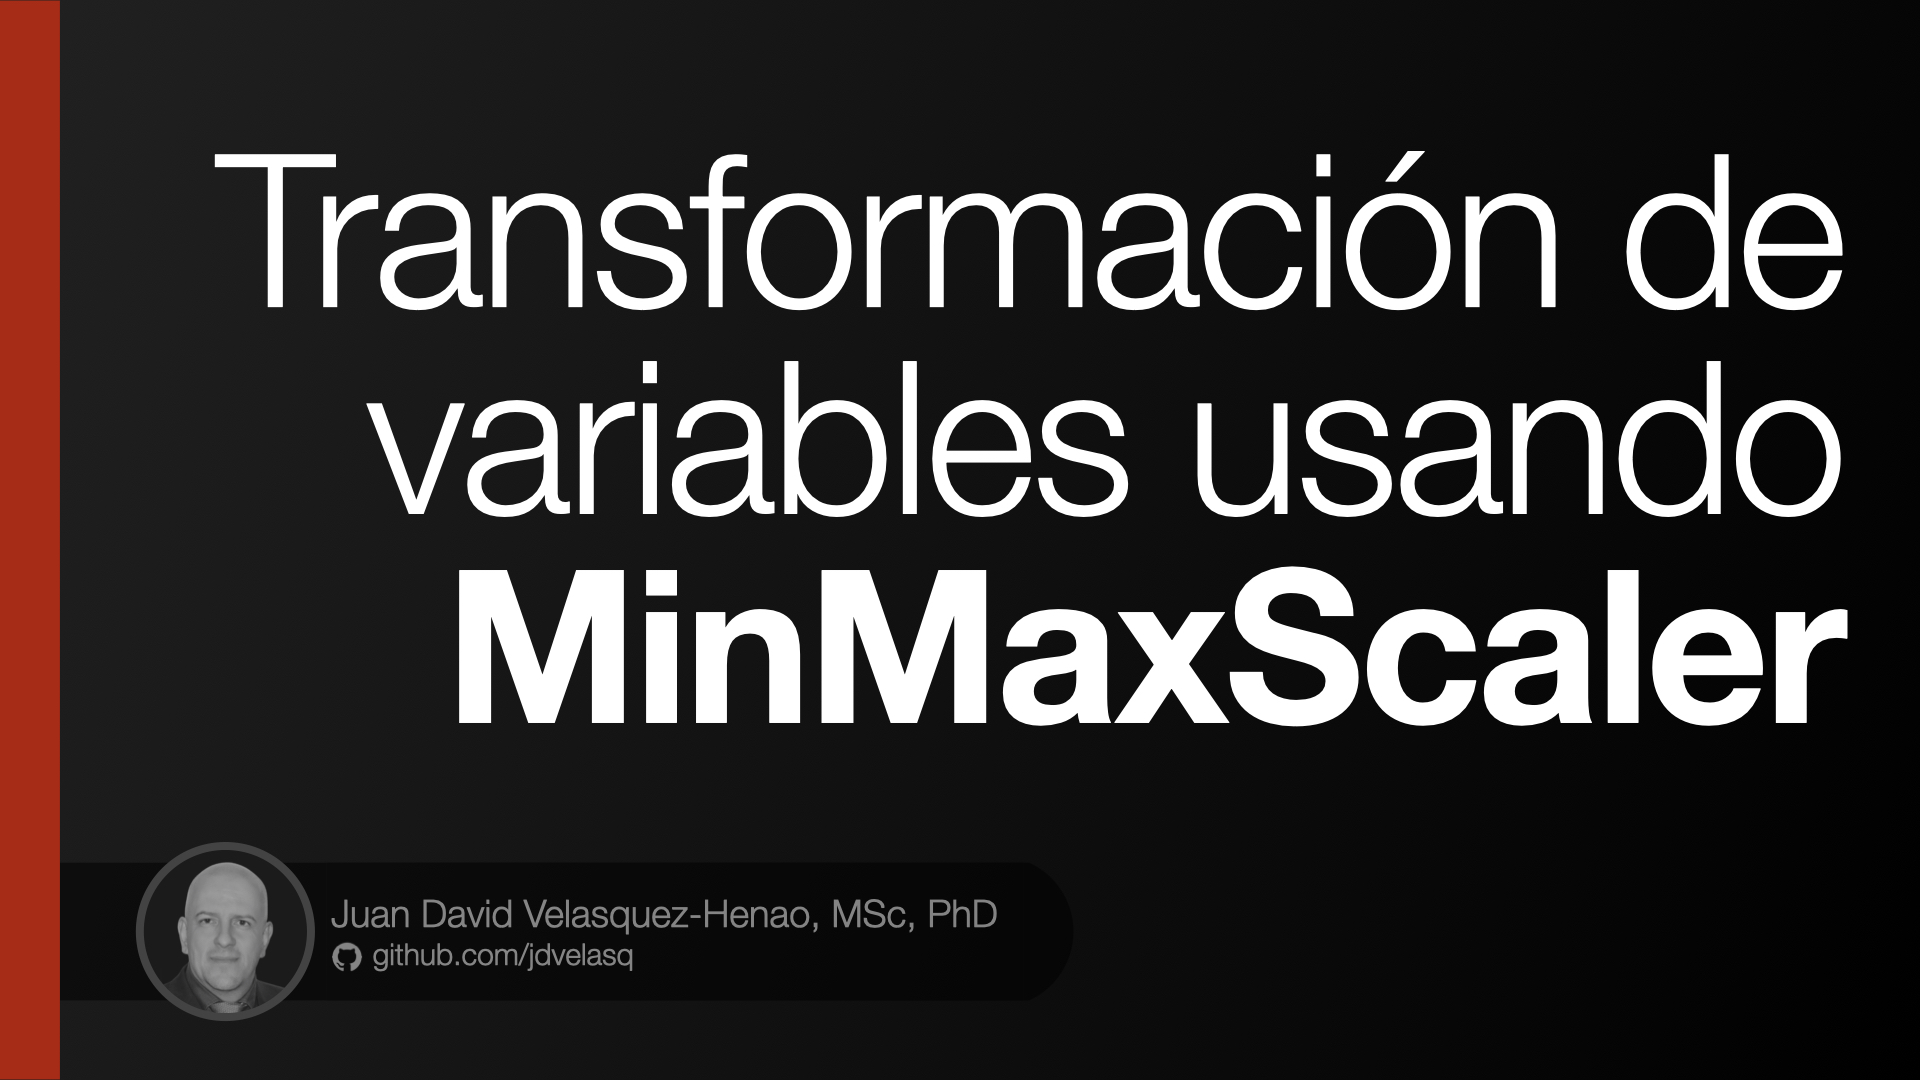 Transformación de
variables usando
MinMaxScaler
Juan David Velasquez-Henao, MSc, PhD
github.com/jdvelasq